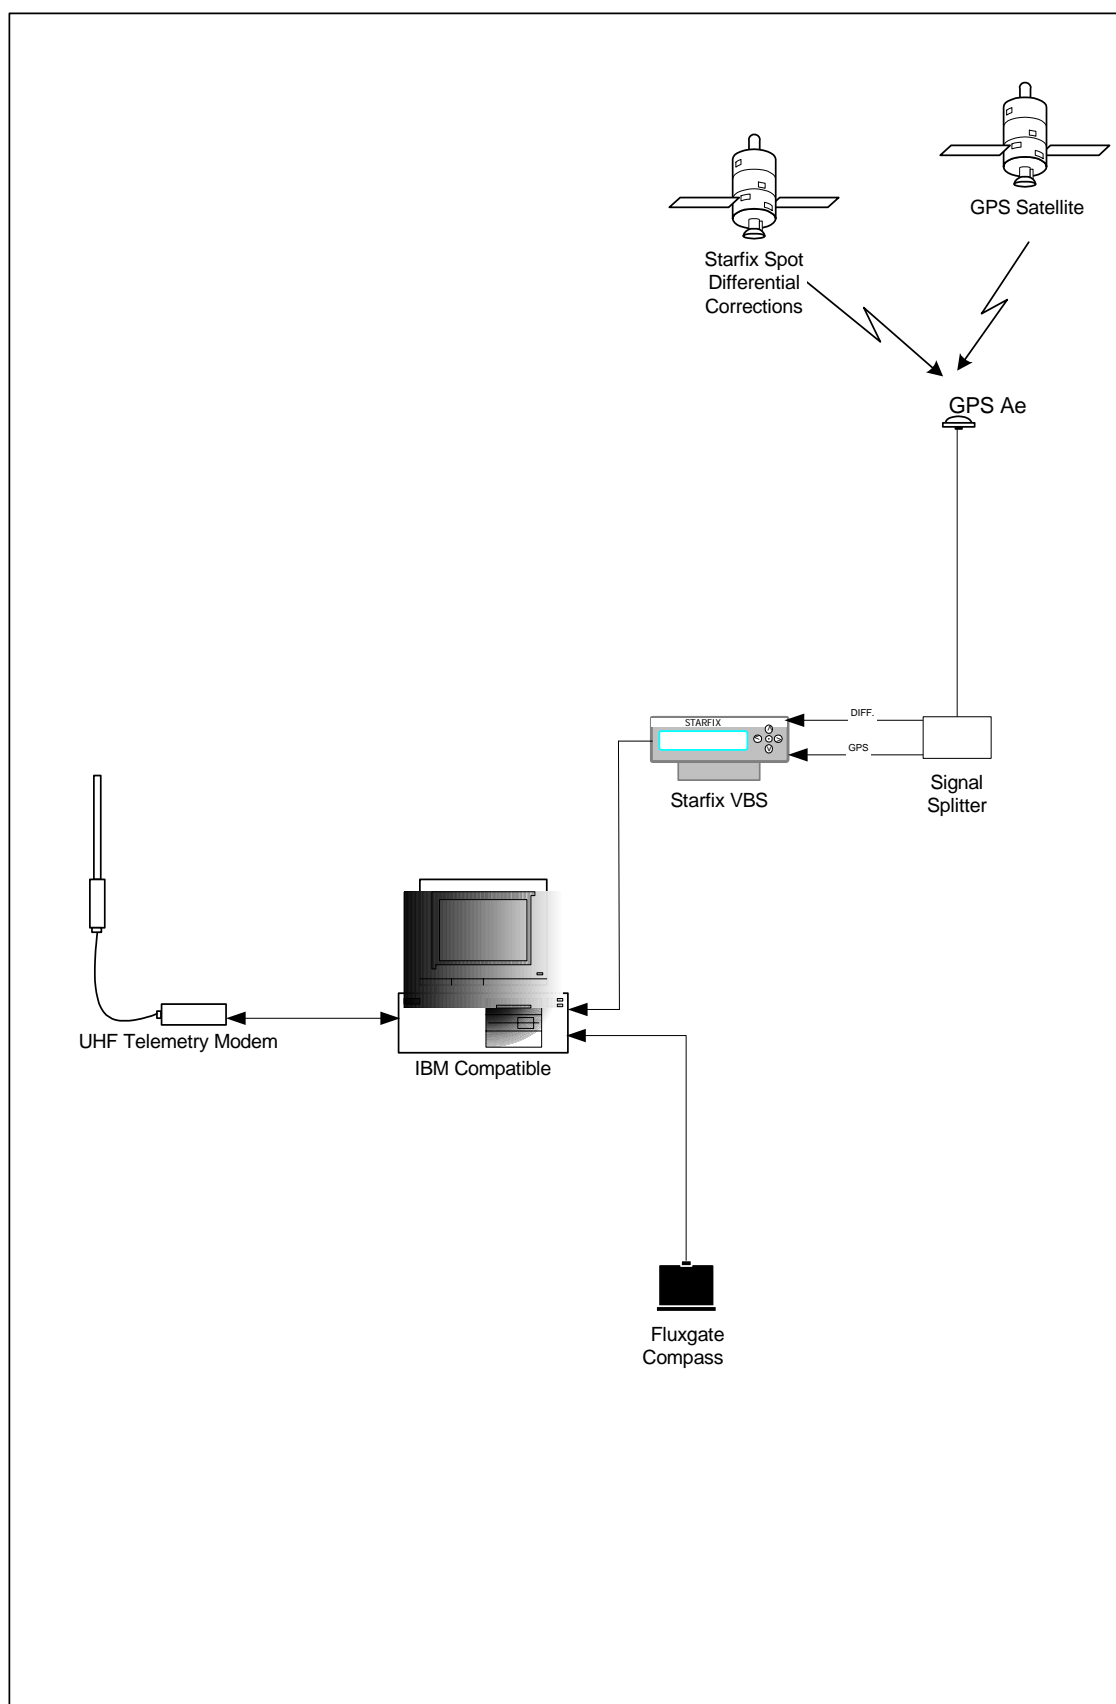 GPS Satellite
Starfix Spot
Differential
Corrections
GPS Ae
DIFF.
STARFIX
GPS
Signal
Splitter
Starfix VBS
UHF Telemetry Modem
IBM Compatible
Fluxgate
Compass